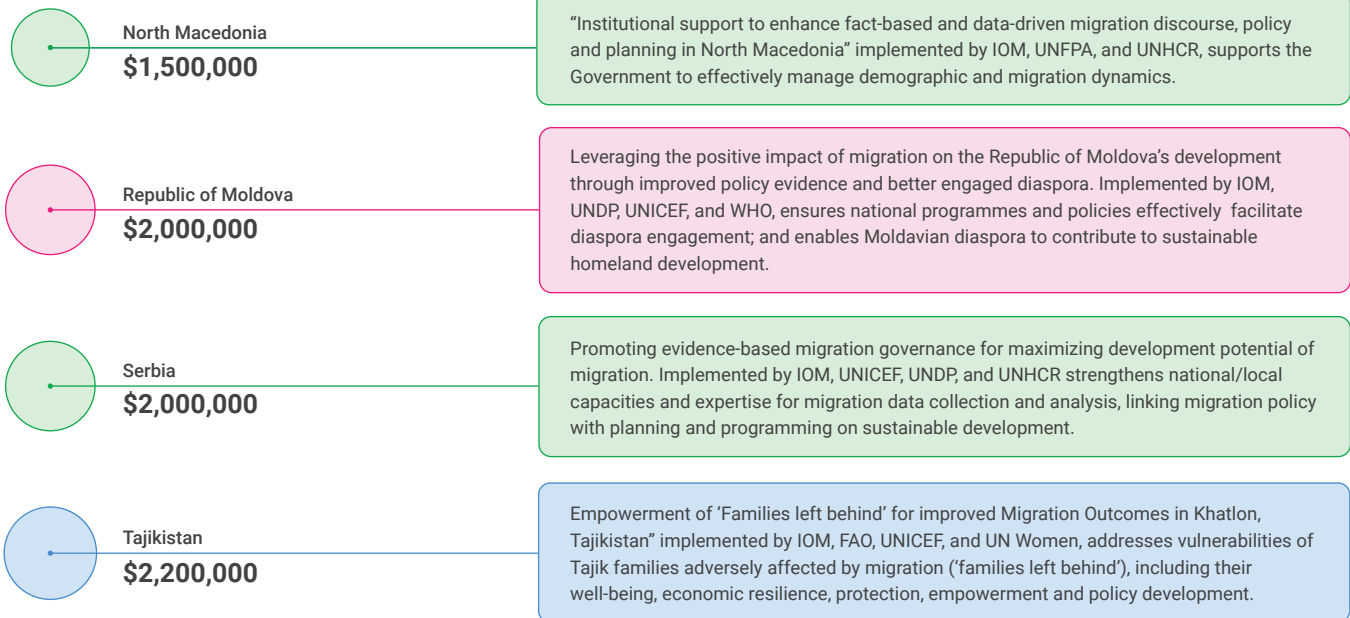 North Macedonia
$1,500,000
“Institutional support to enhance fact-based and data-driven migration discourse, policy
and planning in North Macedonia” implemented by IOM, UNFPA, and UNHCR, supports the
Government to effectively manage demographic and migration dynamics.
Republic of Moldova
$2,000,000
Leveraging the positive impact of migration on the Republic of Moldova’s development
through improved policy evidence and better engaged diaspora. Implemented by IOM,
UNDP, UNICEF, and WHO, ensures national programmes and policies effectively facilitate
diaspora engagement; and enables Moldavian diaspora to contribute to sustainable
homeland development.
Serbia
$2,000,000
Promoting evidence-based migration governance for maximizing development potential of
migration. Implemented by IOM, UNICEF, UNDP, and UNHCR strengthens national/local
capacities and expertise for migration data collection and analysis, linking migration policy
with planning and programming on sustainable development.
Tajikistan
$2,200,000
Empowerment of ‘Families left behind’ for improved Migration Outcomes in Khatlon,
Tajikistan” implemented by IOM, FAO, UNICEF, and UN Women, addresses vulnerabilities of
Tajik families adversely affected by migration (‘families left behind’), including their
well-being, economic resilience, protection, empowerment and policy development.